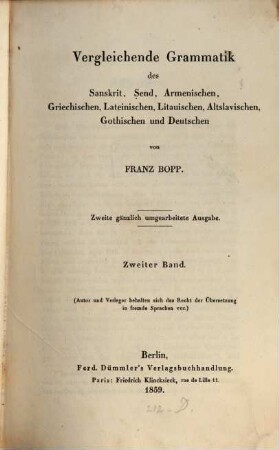 Vergleichende Grammatik
des
Sanskrit, Ṣend, Armenischen,
Griechischen, Lateinischen, Litauischen, Altslavischen,
Gothischen und Deutschen
von
FRANZ BOPP.
Zweite gänzlich umgearbeitete Ausgabe.
Zweiter Band.
(Autor und Verleger behalten sich das Recht der Übersetzung
in fremde Sprachen vor.)
Berlin,
Ferd. Dümmler's Verlagsbuchhandlung.
Paris: Friedrich Klincksieck, rue de Lille 11.
1859.